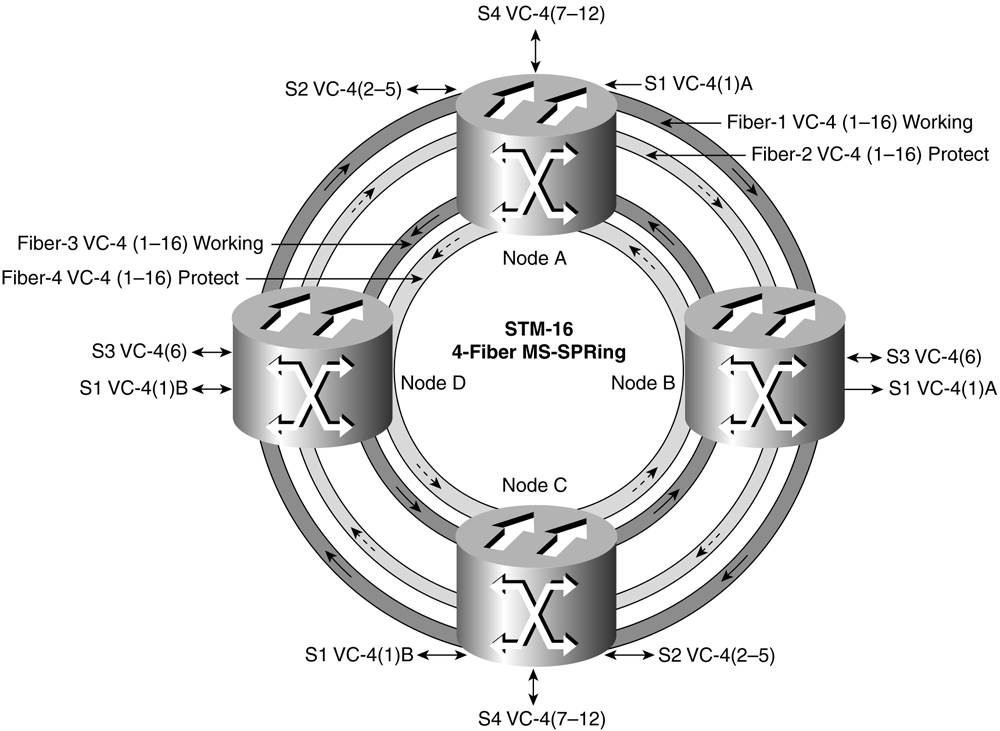 S4 VC-4(7–12)
S2 VC-4(2–5)
S1 VC-4(1)A
Fiber-1 VC-4 (1–16) Working
Fiber-2 VC-4 (1–16) Protect
Fiber-3 VC-4 (1–16) Working
Fiber-4 VC-4 (1–16) Protect
Node A
STM-16
4-Fiber MS-SPRing
S3 VC-4(6)
S1 VC-4(1)B
Node D
Node B
S3 VC-4(6)
S1 VC-4(1)A
Node C
S1 VC-4(1)B
S2 VC-4(2–5)
S4 VC-4(7–12)